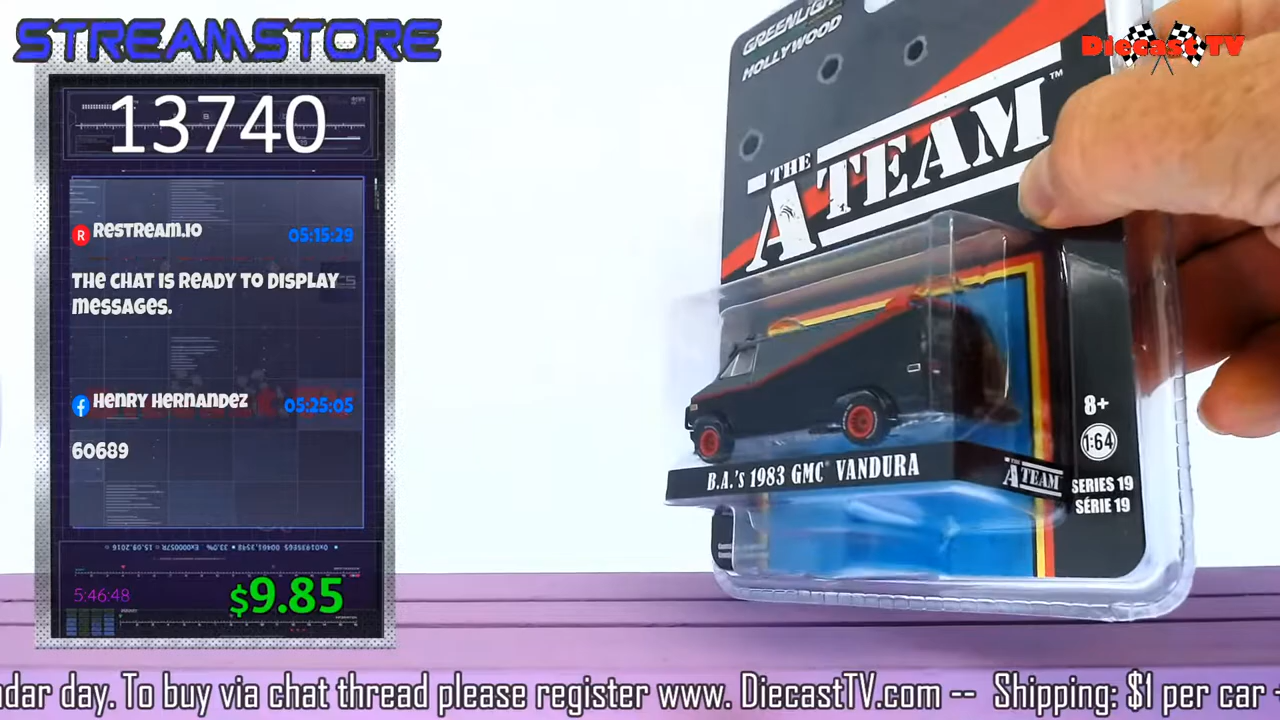 STREAMSTORE
13740
RESTREAM.IO 05:15:29
THE CHAT IS READY TO DISPLAY
MESSAGES.
HENRY HERNANDEZ 05:25:05
60689
5:46:48
$9.85
GREENLIGHT
HOLLYWOOD
Diecast TV
THE
A TEAM™
B.A.'S 1983 GMC® VANDURA
THE
A TEAM
8+
1:64
SERIES 19
SÉRIE 19
ndar day. To buy via chat thread please register www. DiecastTV.com -- Shipping: $1 per car